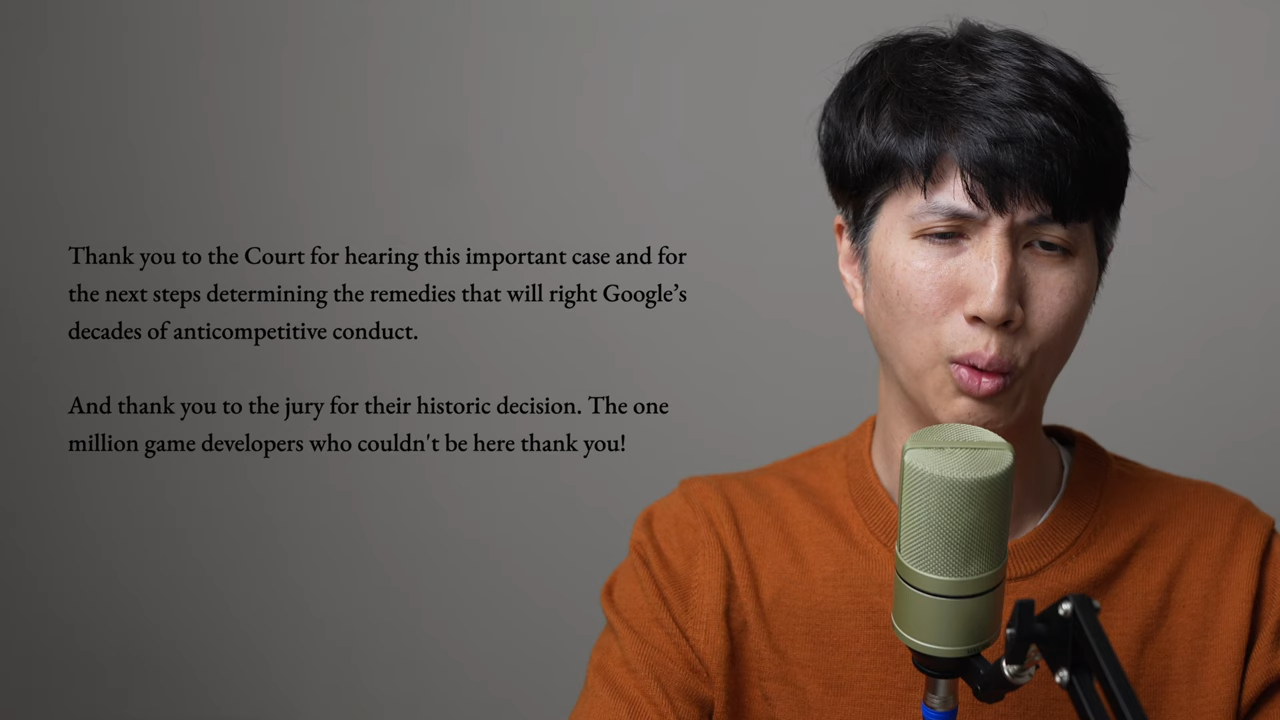 Thank you to the Court for hearing this important case and for
the next steps determining the remedies that will right Google’s
decades of anticompetitive conduct.
And thank you to the jury for their historic decision. The one
million game developers who couldn't be here thank you!